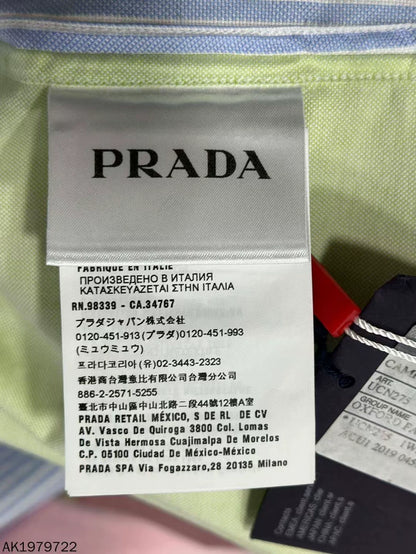 PRADA
FABRIQUÉ EN ITALIE
ПРОИЗВЕДЕНО В ИТАЛИЯ
ΚΑΤΑΣΚΕΥΑΖΕΤΑΙ ΣΤΗΝ ΙΤΑΛΙΑ
RN.98339 - CA.34767
プラダジャパン株式会社
0120-451-913(プラダ)0120-451-993
(ミュウミュウ)
프라다코리아(유)02-3443-2323
香港商台灣壺比有限公司台灣分公司
886-2-2571-5255
臺北市中山區中山北路二段44號12樓
PRADA RETAIL MÉXICO, S DE RL DE CV
AV. Vasco De Quiroga 3800 Col. Lomas
De Vista Hermosa Cuajimalpa De Morelos
C.P. 05100 Ciudad De México-México
PRADA SPA Via Fogazzaro,28 20135 Milano
ART.
GROUP NAME
AK1979722